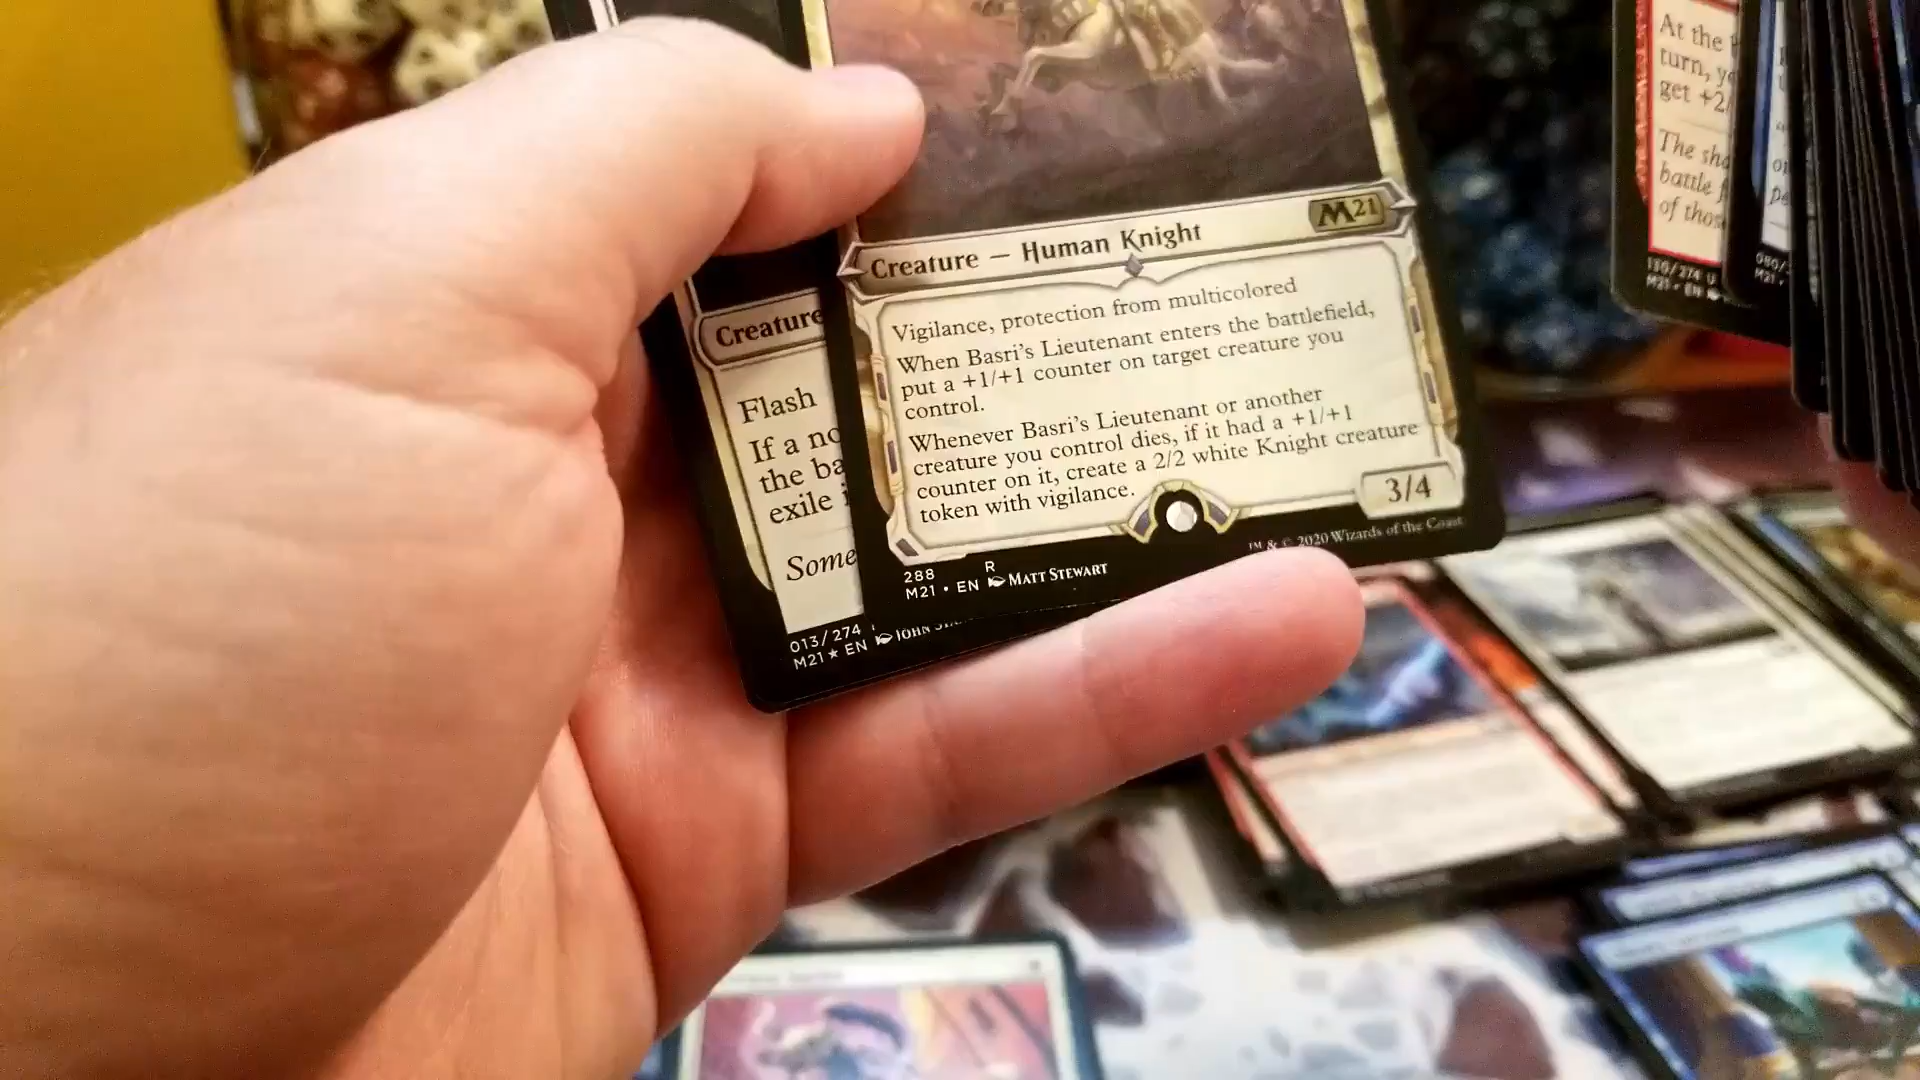 M21
Creature — Human Knight
Vigilance, protection from multicolored
When Basri's Lieutenant enters the battlefield,
put a +1/+1 counter on target creature you
control.
Whenever Basri's Lieutenant or another
creature you control dies, if it had a +1/+1
counter on it, create a 2/2 white Knight creature
token with vigilance.
3/4
288 R
M21 • EN MATT STEWART
™ & © 2020 Wizards of the Coast
Creature
Flash
If a no
the ba
exile
Some
013/274
M21 ★ EN JOHN
At the
turn, y
get +2/
The sha
battle f
of thos
130/274 U
M21 • EN
080/
M21 •